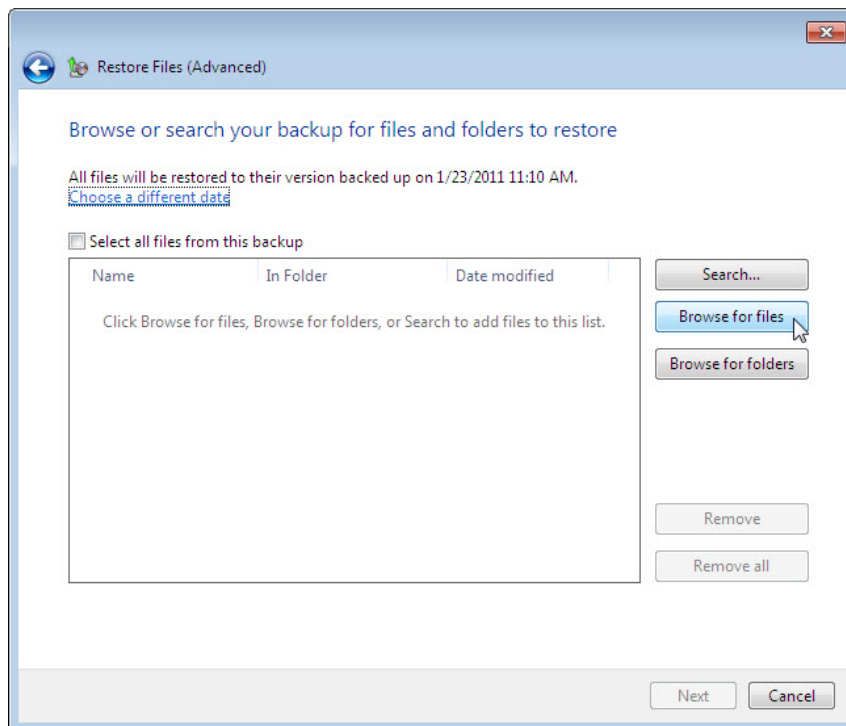 Restore Files (Advanced)
Browse or search your backup for files and folders to restore
All files will be restored to their version backed up on 1/23/2011 11:10 AM.
Choose a different date
Select all files from this backup
Name In Folder Date modified
Click Browse for files, Browse for folders, or Search to add files to this list.
Search...
Browse for files
Browse for folders
Remove
Remove all
Next Cancel